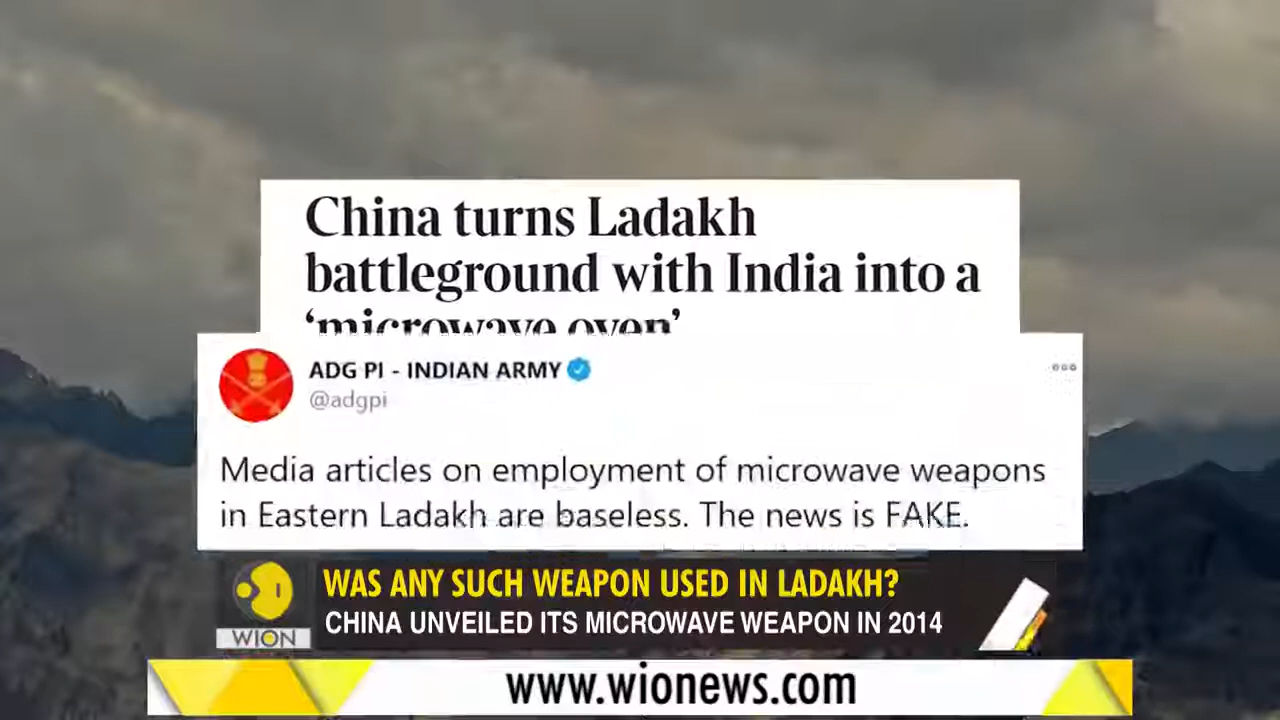 China turns Ladakh
battleground with India into a
‘microwave oven’
ADG PI - INDIAN ARMY
@adgpi
Media articles on employment of microwave weapons
in Eastern Ladakh are baseless. The news is FAKE.
WAS ANY SUCH WEAPON USED IN LADAKH?
WION
CHINA UNVEILED ITS MICROWAVE WEAPON IN 2014
www.wionews.com